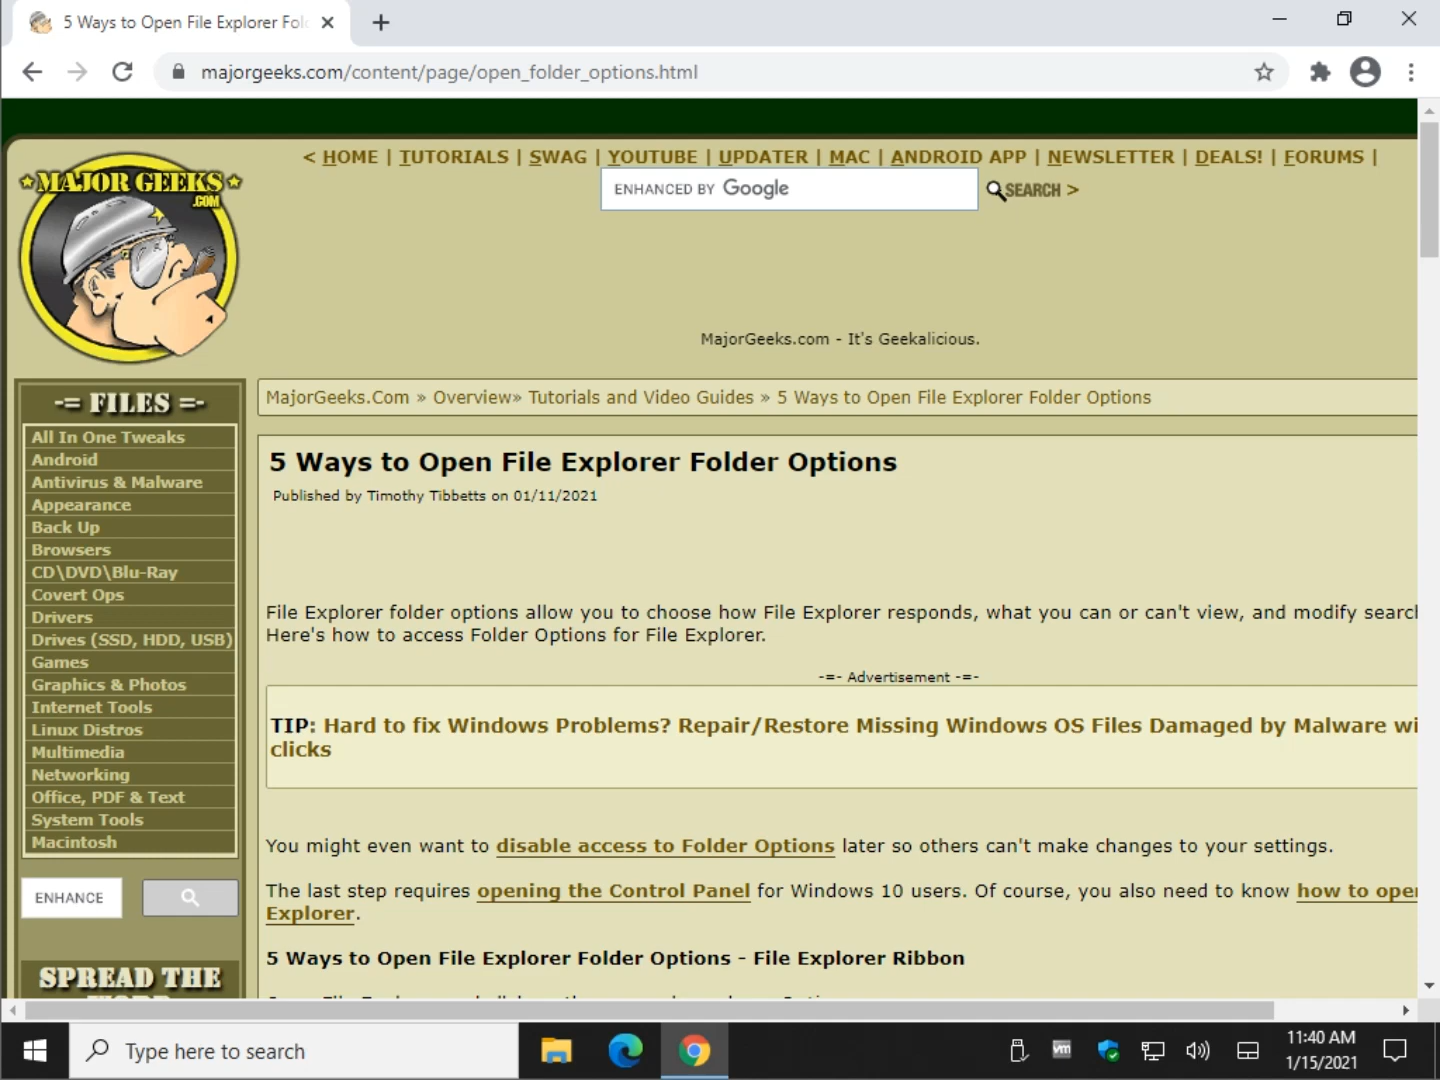 5 Ways to Open File Explorer Fol
majorgeeks.com/content/page/open_folder_options.html
< HOME | TUTORIALS | SWAG | YOUTUBE | UPDATER | MAC | ANDROID APP | NEWSLETTER | DEALS! | FORUMS |
ENHANCED BY Google
SEARCH >
MAJOR GEEKS
.COM
MajorGeeks.com - It's Geekalicious.
-= FILES =-
All In One Tweaks
Android
Antivirus & Malware
Appearance
Back Up
Browsers
CD\DVD\Blu-Ray
Covert Ops
Drivers
Drives (SSD, HDD, USB)
Games
Graphics & Photos
Internet Tools
Linux Distros
Multimedia
Networking
Office, PDF & Text
System Tools
Macintosh
ENHANCE
SPREAD THE
MajorGeeks.Com » Overview» Tutorials and Video Guides » 5 Ways to Open File Explorer Folder Options
5 Ways to Open File Explorer Folder Options
Published by Timothy Tibbetts on 01/11/2021
File Explorer folder options allow you to choose how File Explorer responds, what you can or can't view, and modify search
Here's how to access Folder Options for File Explorer.
-=- Advertisement -=-
TIP: Hard to fix Windows Problems? Repair/Restore Missing Windows OS Files Damaged by Malware wi
clicks
You might even want to disable access to Folder Options later so others can't make changes to your settings.
The last step requires opening the Control Panel for Windows 10 users. Of course, you also need to know how to oper
Explorer.
5 Ways to Open File Explorer Folder Options - File Explorer Ribbon
Type here to search
vm
11:40 AM
1/15/2021